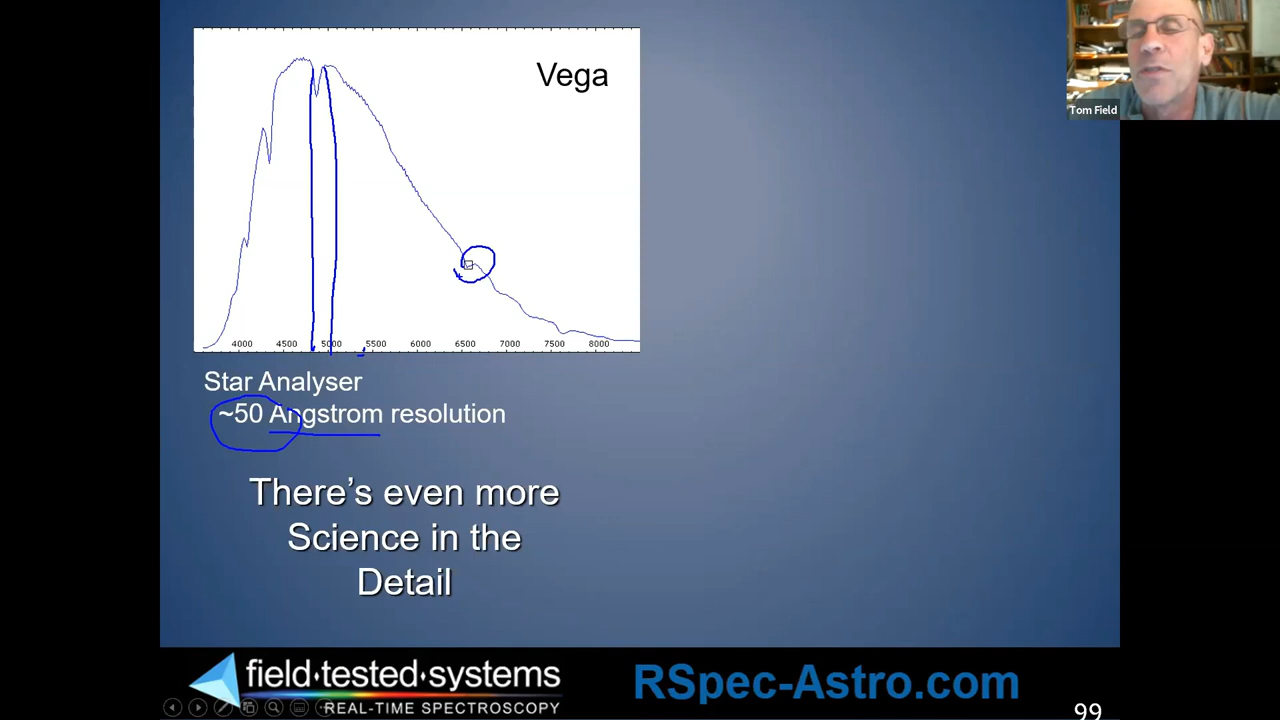 Vega
Tom Field
4000 4500 5000 5500 6000 6500 7000 7500 8000
Star Analyser
~50 Angstrom resolution
There's even more
Science in the
Detail
field·tested·systems
REAL-TIME SPECTROSCOPY
RSpec-Astro.com
99